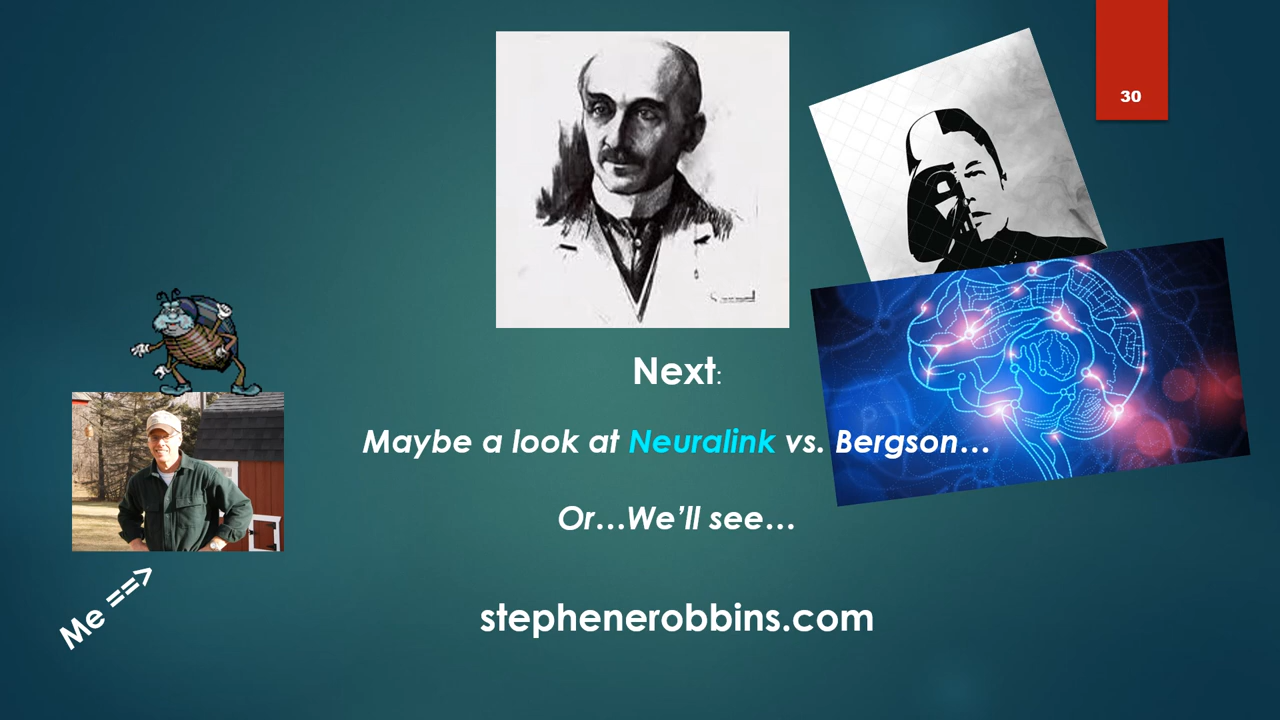 30
Next:
Maybe a look at Neuralink vs. Bergson…
Or…We’ll see…
Me ==>
stephenerobbins.com